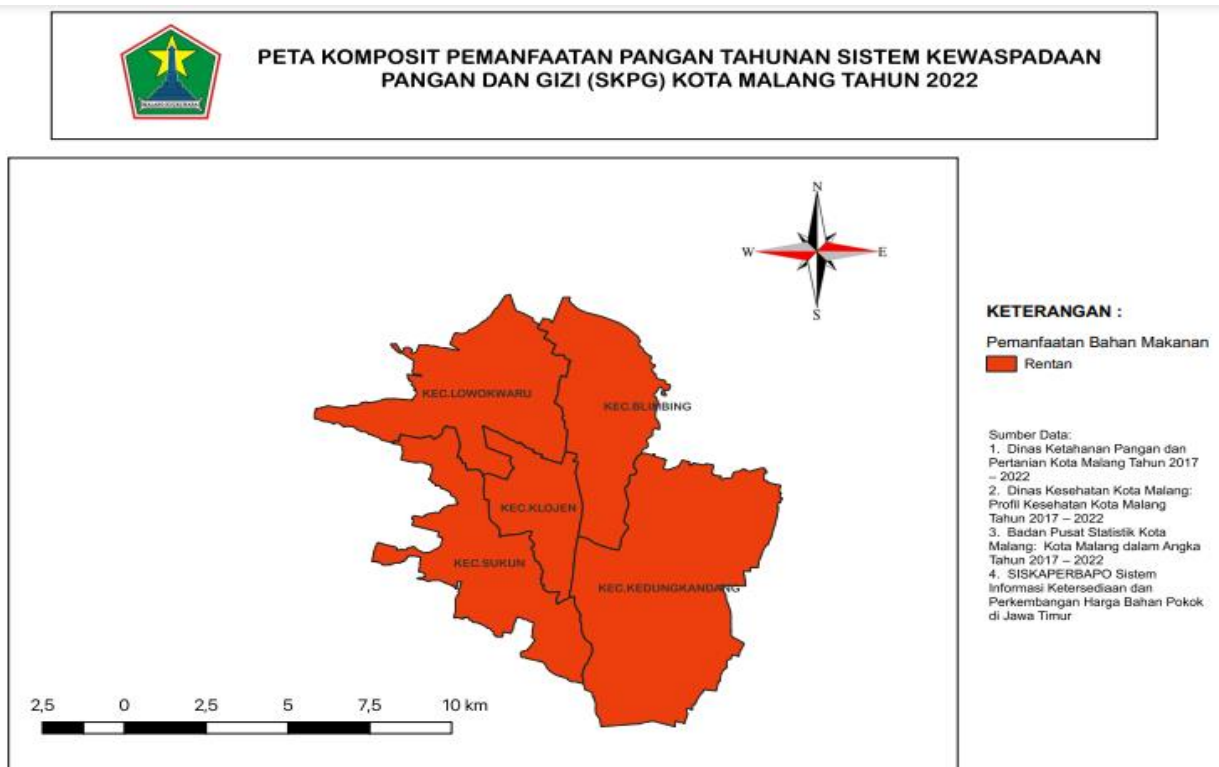 PETA KOMPOSIT PEMANFAATAN PANGAN TAHUNAN SISTEM KEWASPADAAN
PANGAN DAN GIZI (SKPG) KOTA MALANG TAHUN 2022
N
W
E
S
KEC.LOWOKWARU
KEC.BLIMBING
KEC.KLOJEN
KEC.SUKUN
KEC.KEDUNGKANDANG
2,5 0 2,5 5 7,5 10 km
KETERANGAN :
Pemanfaatan Bahan Makanan
Rentan
Sumber Data:
1. Dinas Ketahanan Pangan dan
Pertanian Kota Malang Tahun 2017
– 2022
2. Dinas Kesehatan Kota Malang:
Profil Kesehatan Kota Malang
Tahun 2017 – 2022
3. Badan Pusat Statistik Kota
Malang: Kota Malang dalam Angka
Tahun 2017 – 2022
4. SISKAPERBAPO Sistem
Informasi Ketersediaan dan
Perkembangan Harga Bahan Pokok
di Jawa Timur